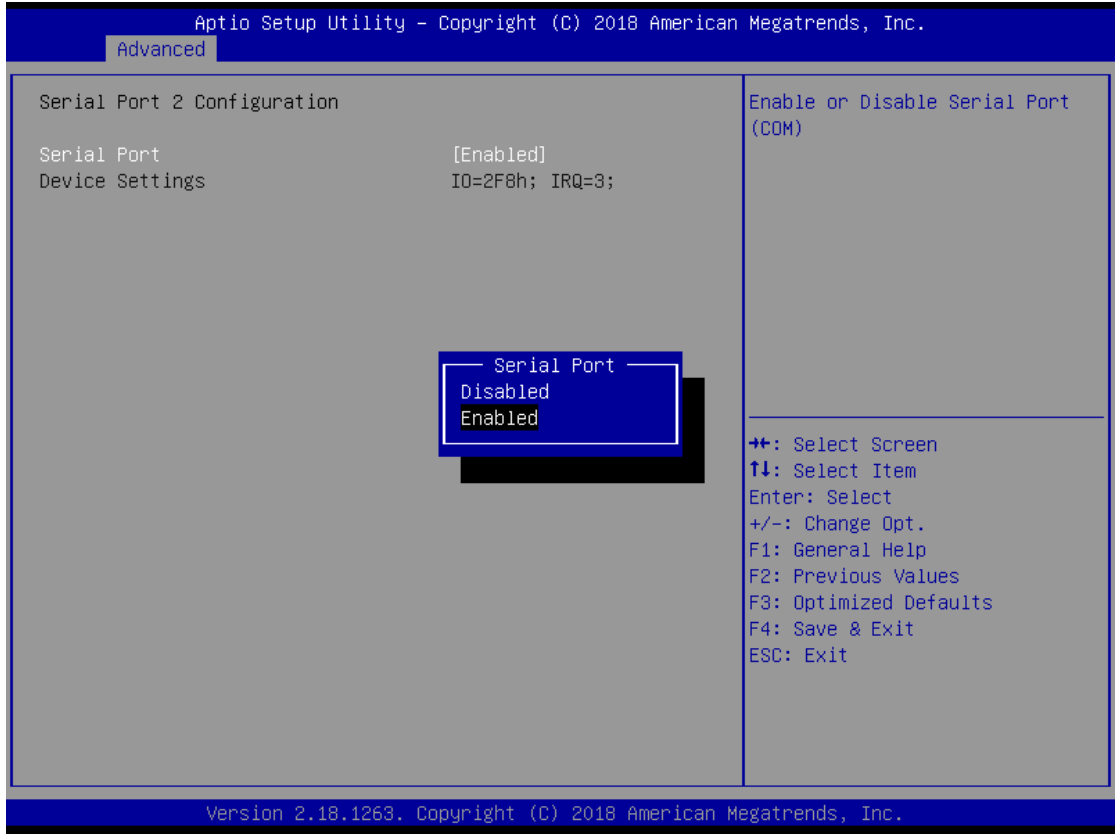 Aptio Setup Utility – Copyright (C) 2018 American Megatrends, Inc.
Advanced
Serial Port 2 Configuration
Serial Port [Enabled]
Device Settings IO=2F8h; IRQ=3;
Serial Port
Disabled
Enabled
Enable or Disable Serial Port
(COM)
→←: Select Screen
↑↓: Select Item
Enter: Select
+/-: Change Opt.
F1: General Help
F2: Previous Values
F3: Optimized Defaults
F4: Save & Exit
ESC: Exit
Version 2.18.1263. Copyright (C) 2018 American Megatrends, Inc.